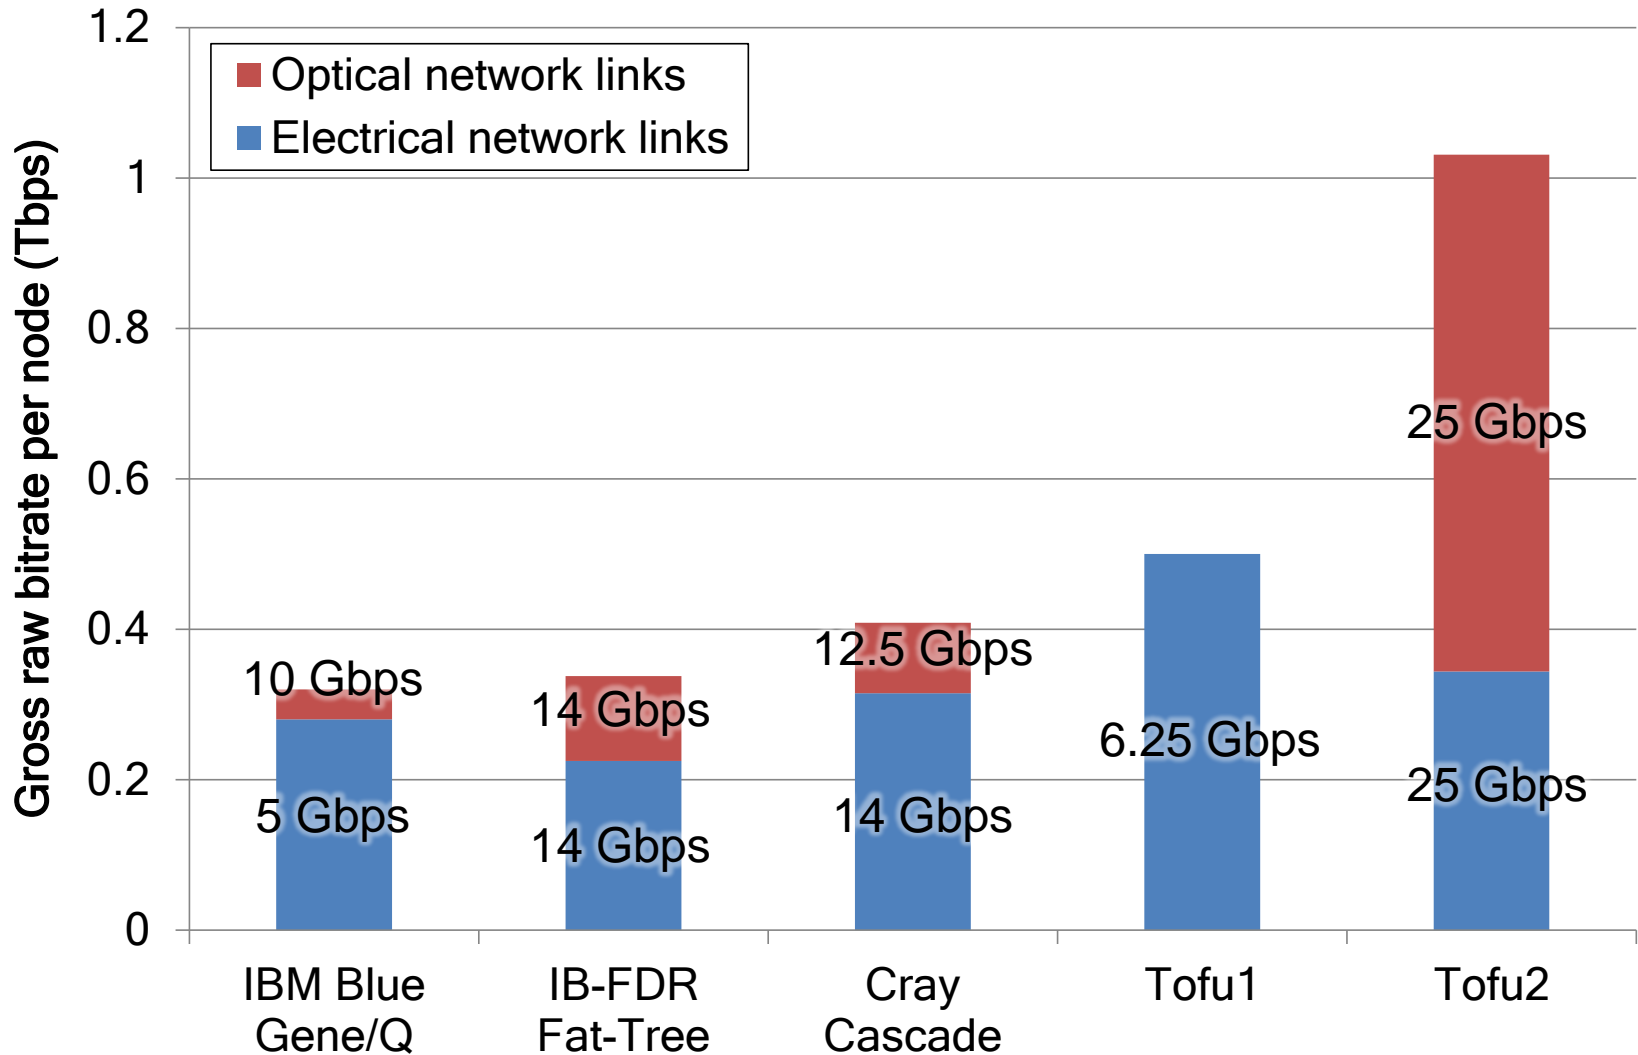 Gross raw bitrate per node (Tbps)
1.2
1
0.8
0.6
0.4
0.2
0
Optical network links
Electrical network links
10 Gbps
5 Gbps
14 Gbps
14 Gbps
12.5 Gbps
14 Gbps
6.25 Gbps
25 Gbps
25 Gbps
IBM Blue
Gene/Q
IB-FDR
Fat-Tree
Cray
Cascade
Tofu1
Tofu2